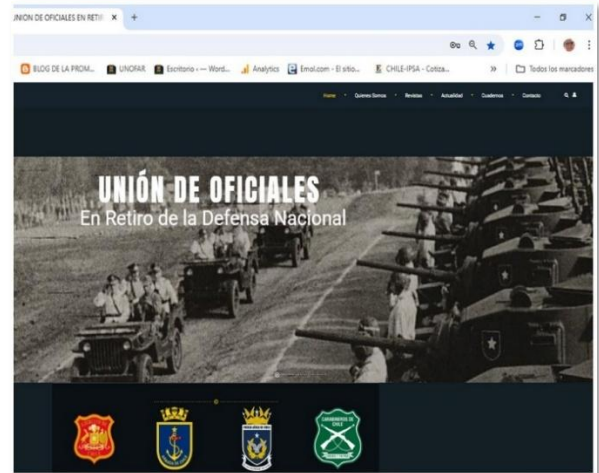 UNION DE OFICIALES EN RETI
BLOG DE LA PROM...
UNOFAR
Escritorio ‹ — Word...
Analytics
Emol.com - El sitio...
CHILE-IPSA - Cotiza...
»
Todos los marcadores
Home
Quienes Somos
Revistas
Actualidad
Cuadernos
Contacto
UNIÓN DE OFICIALES
En Retiro de la Defensa Nacional
CARABINEROS DE
CHILE